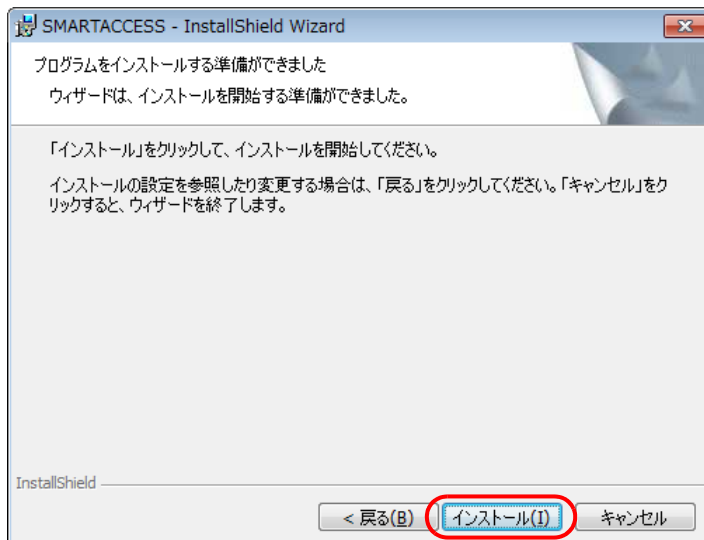 SMARTACCESS - InstallShield Wizard
プログラムをインストールする準備ができました
ウィザードは、インストールを開始する準備ができました。
「インストール」をクリックして、インストールを開始してください。
インストールの設定を参照したり変更する場合は、「戻る」をクリックしてください。「キャンセル」をク
リックすると、ウィザードを終了します。
InstallShield
< 戻る(B)
インストール(I)
キャンセル